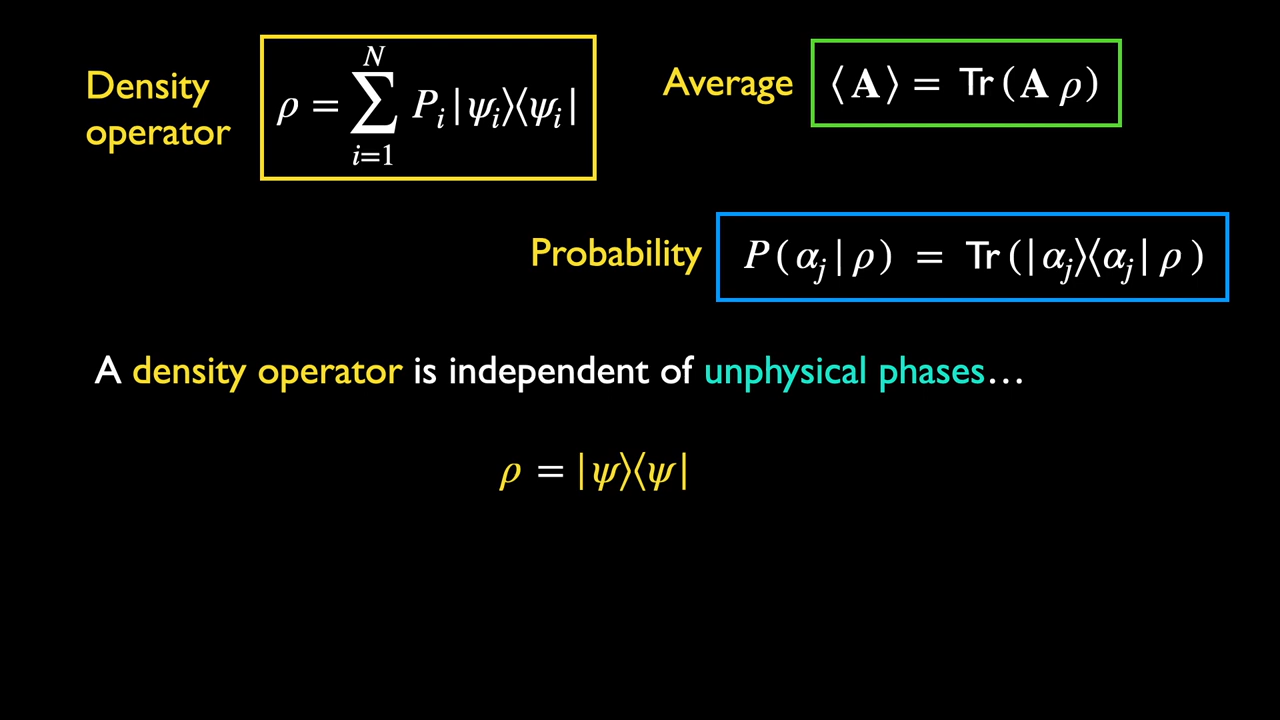 Density operator
ρ = ∑_{i=1}^{N} P_i |ψ_i⟩⟨ψ_i|
Average ⟨A⟩ = Tr(A ρ)
Probability P(α_j|ρ) = Tr(|α_j⟩⟨α_j| ρ)
A density operator is independent of unphysical phases…
ρ = |ψ⟩⟨ψ|